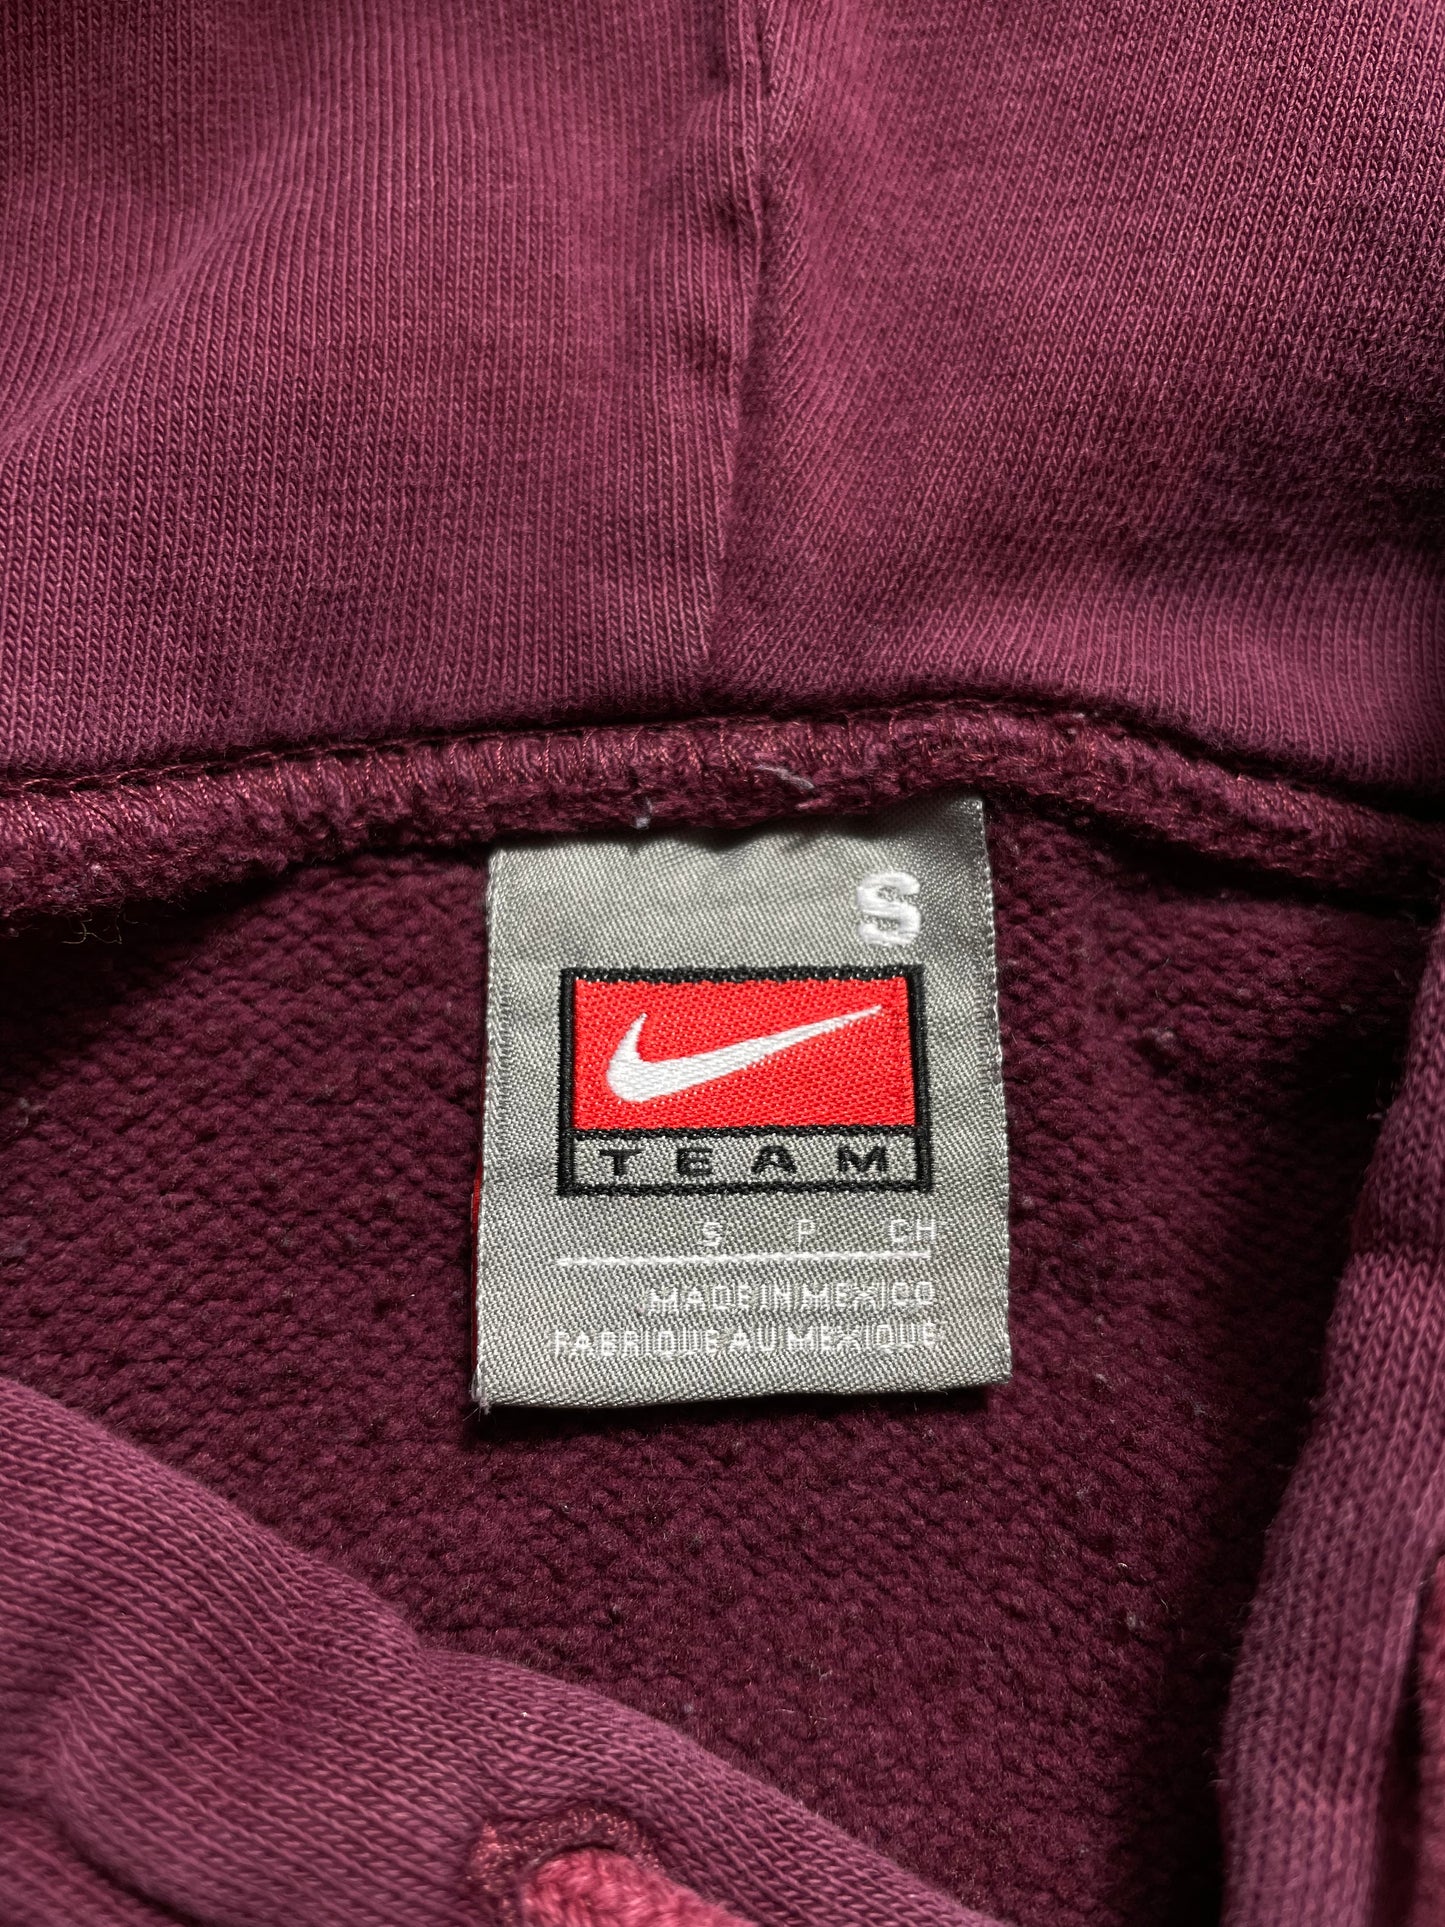 S
TEAM
S P CH
MADE IN MEXICO
FABRIQUE AU MEXIQUE